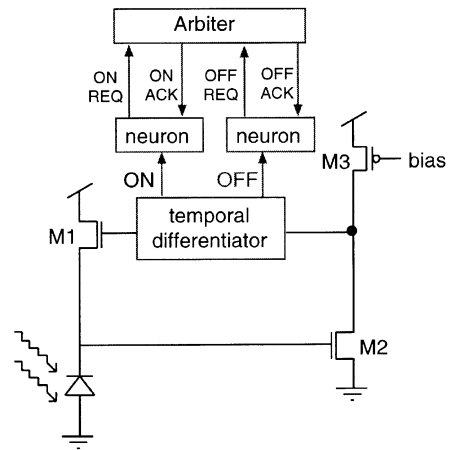 Arbiter
ON ON OFF OFF
REQ ACK REQ ACK
neuron neuron
M3 bias
ON OFF
temporal
differentiator
M1
M2